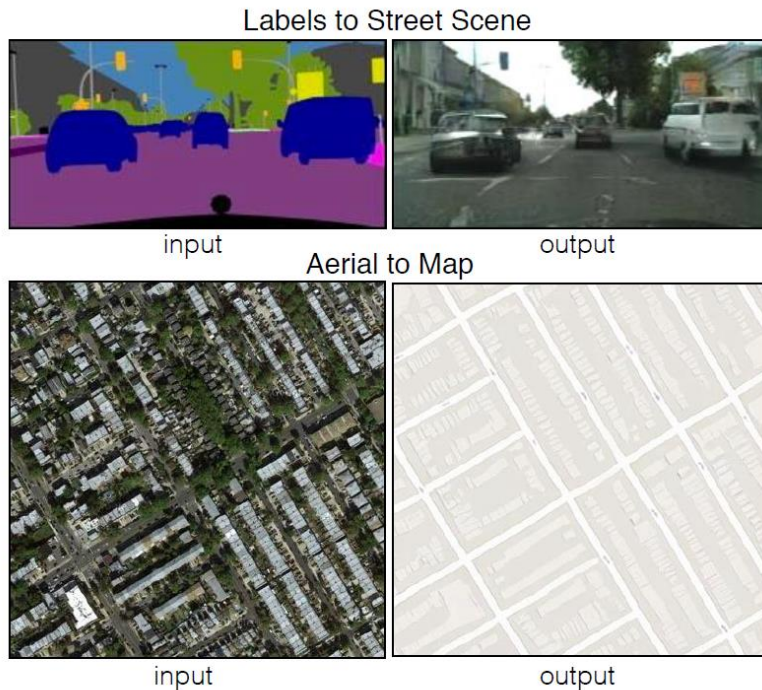 Labels to Street Scene
input
output
Aerial to Map
input
output